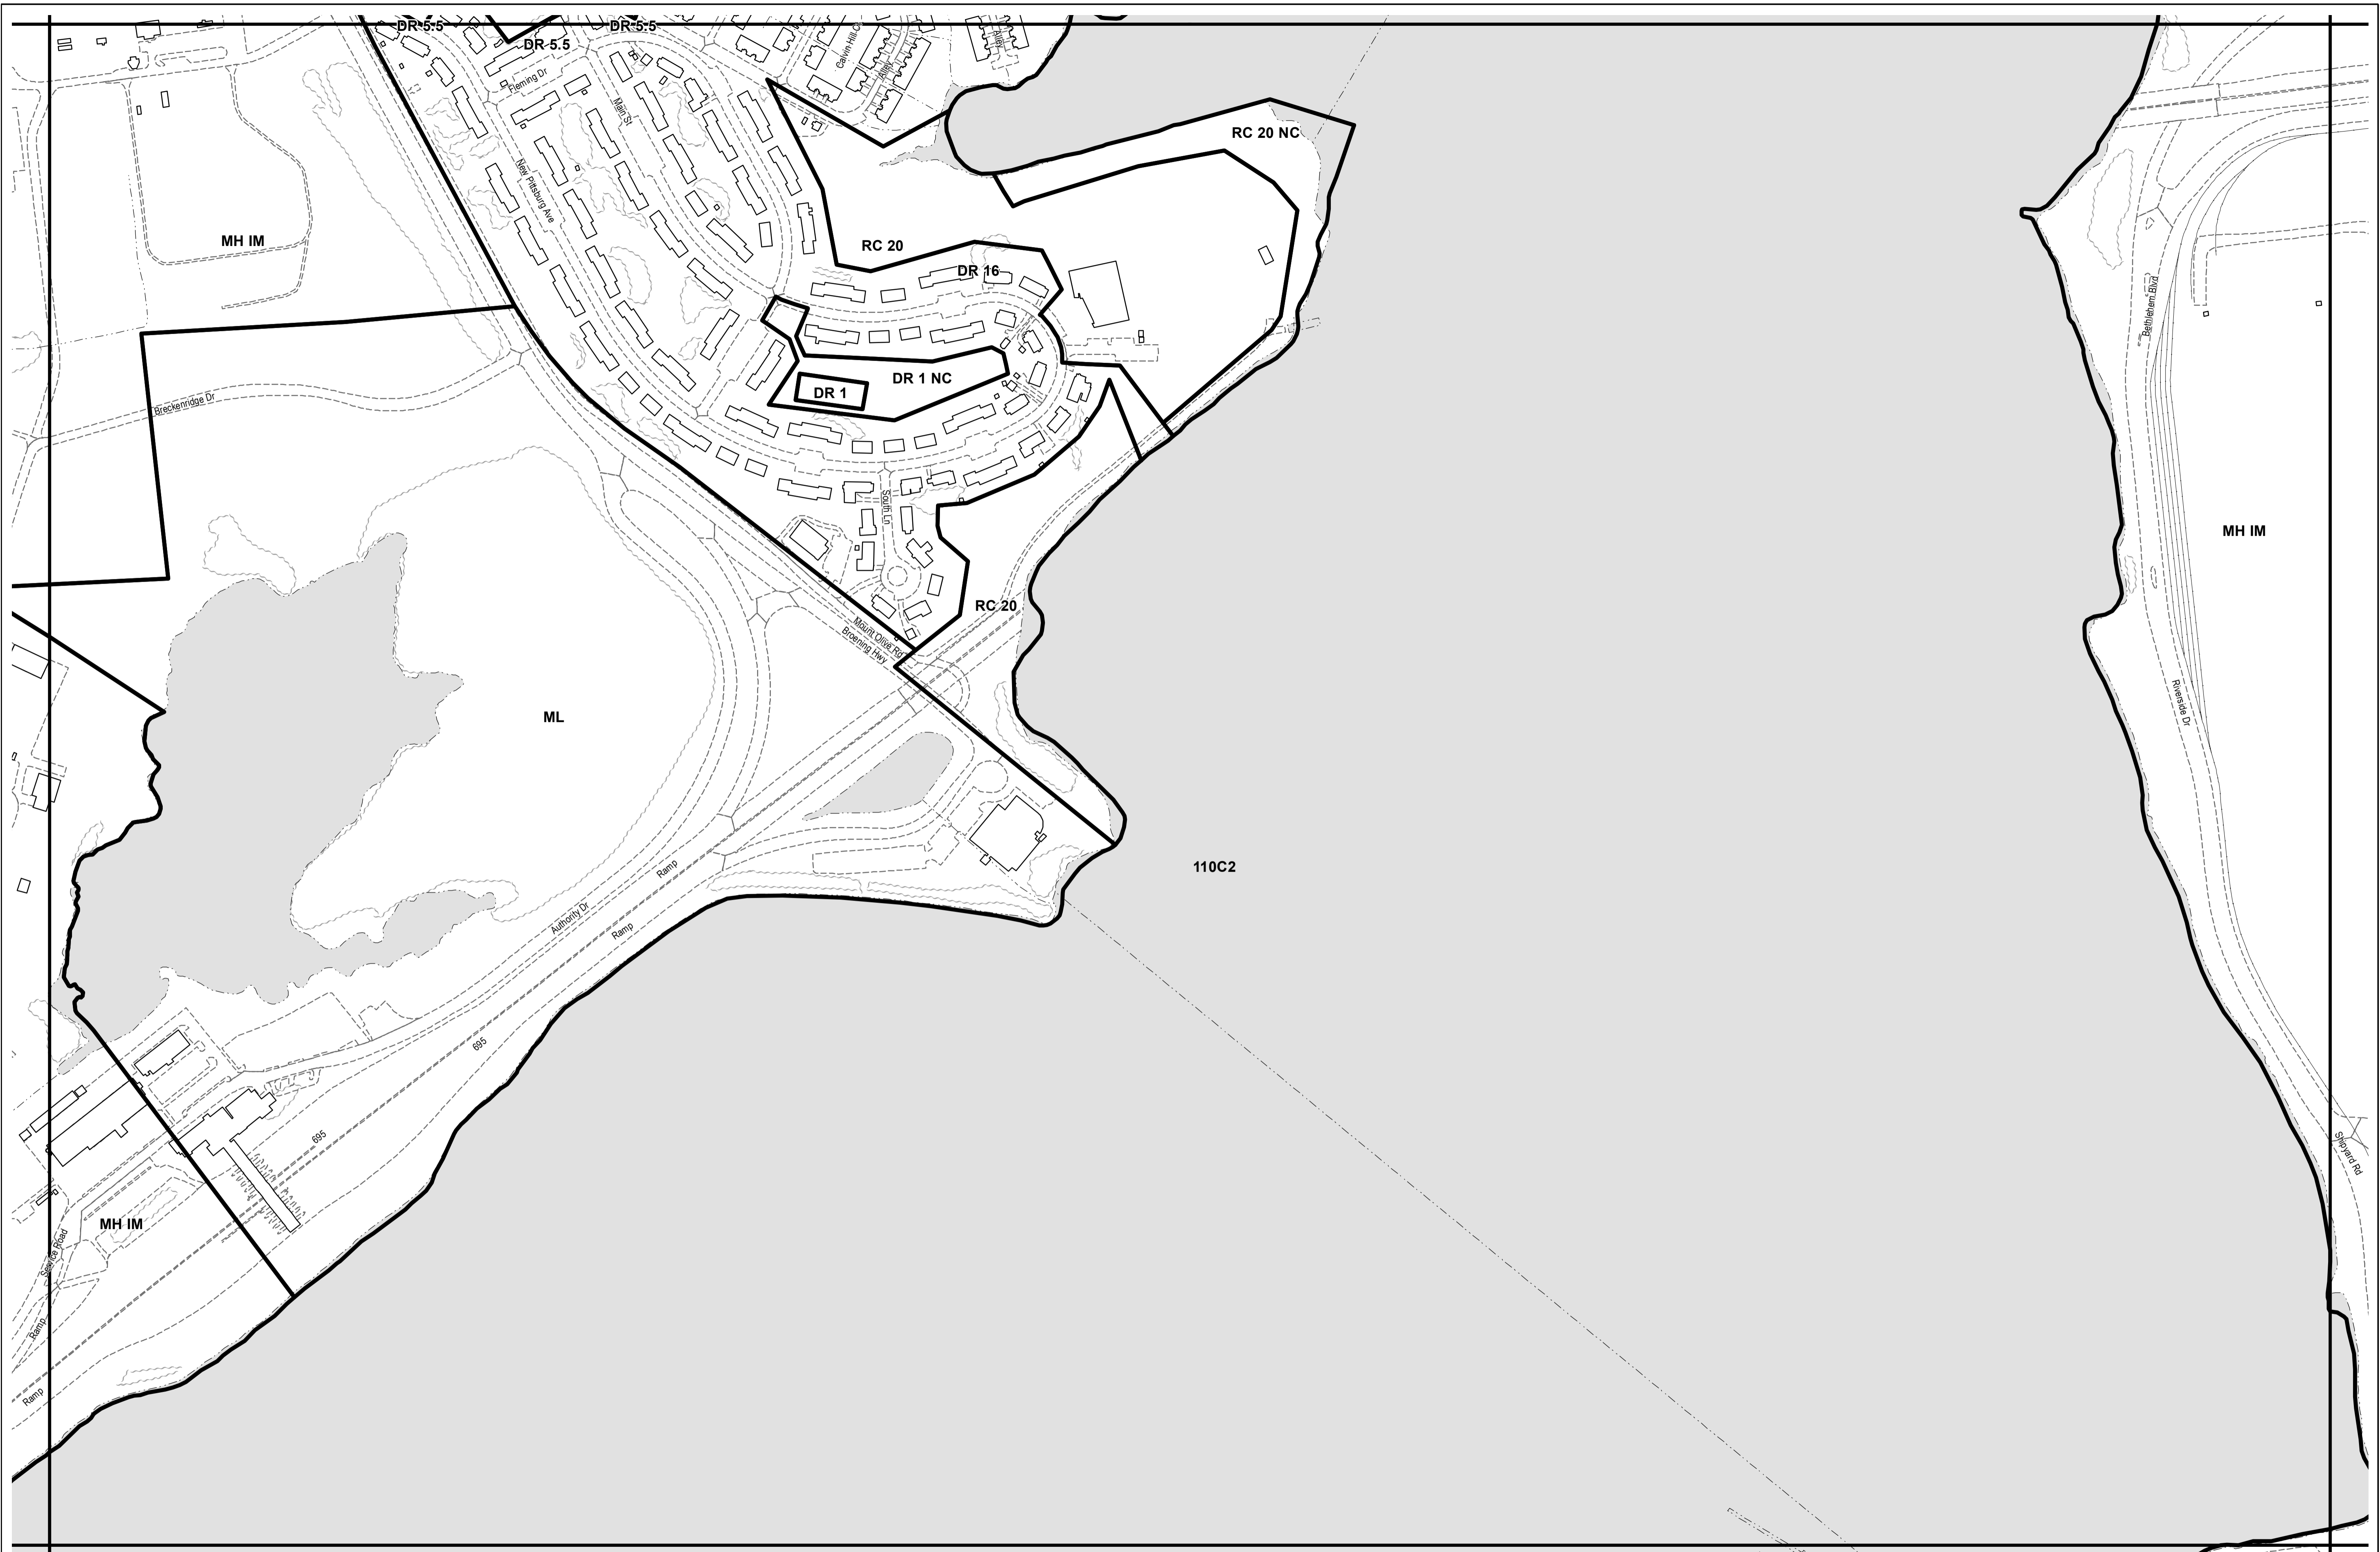 DR 5.5
DR 5.5
DR 5.5
Fleming Dr
Main St
Calvin Hill Ct
Alley
Alley
New Pittsburg Ave
RC 20 NC
MH IM
RC 20
DR 16
Bethlehem Blvd
DR 1 NC
DR 1
Breckenridge Dr
South Ln
MH IM
RC 20
Mount Olive Rd
Broening Hwy
Riverside Dr
ML
110C2
Ramp
Authority Dr
Ramp
695
695
Shipyard Rd
MH IM
Service Road
Ramp
Ramp